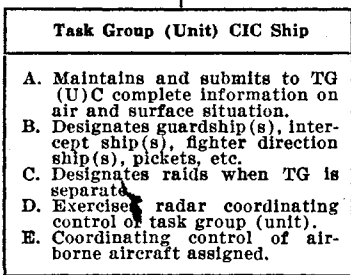 Task Group (Unit) CIC Ship
A. Maintains and submits to TG
(U)C complete information on
air and surface situation.
B. Designates guardship(s), inter-
cept ship(s), fighter direction
ship(s), pickets, etc.
C. Designates raids when TG is
separate.
D. Exercises radar coordinating
control of task group (unit).
E. Coordinating control of air-
borne aircraft assigned.